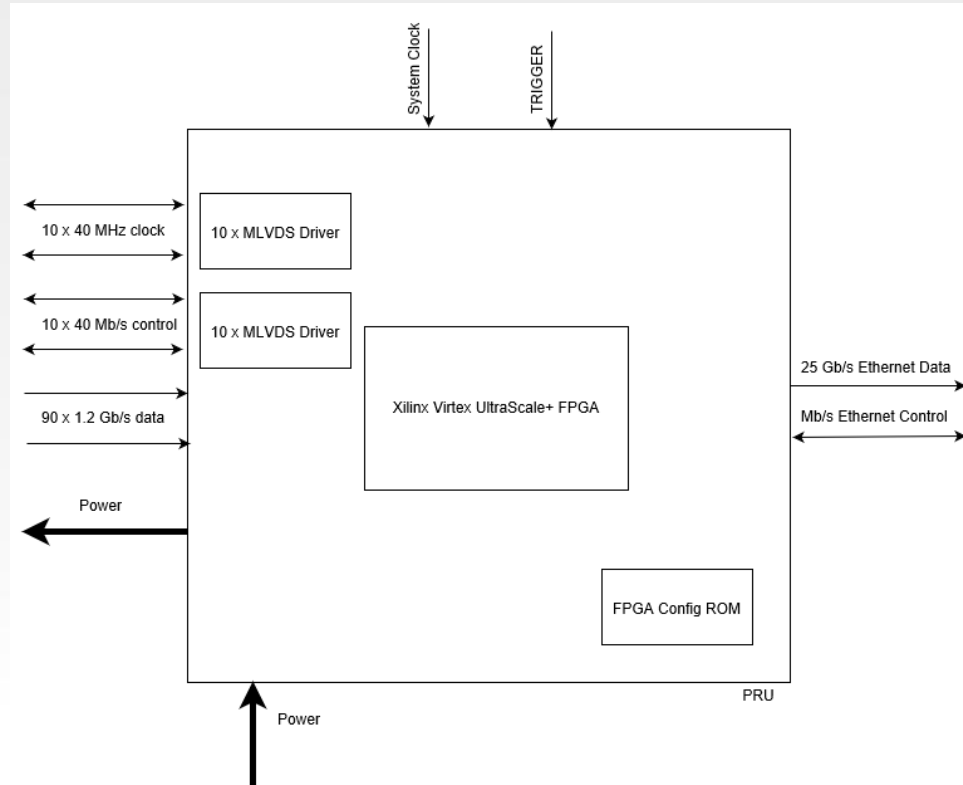 System Clock
TRIGGER
10 x 40 MHz clock
10 x MLVDS Driver
10 x 40 Mb/s control
10 x MLVDS Driver
Xilinx Virtex UltraScale+ FPGA
25 Gb/s Ethernet Data
90 x 1.2 Gb/s data
Mb/s Ethernet Control
Power
FPGA Config ROM
PRU
Power